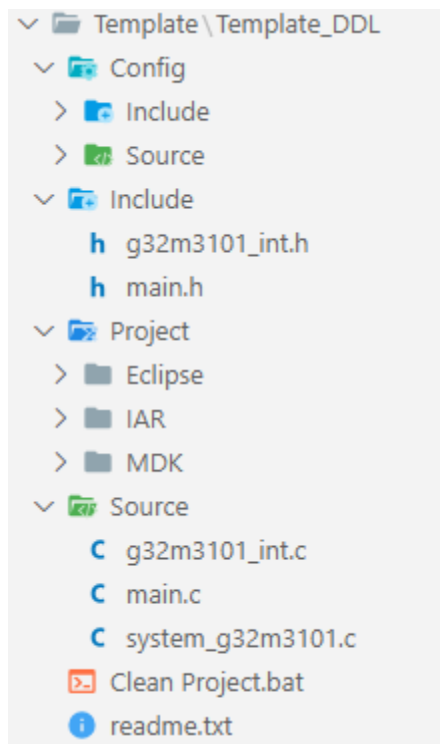 Template\Template_DDL
Config
Include
Source
Include
h g32m3101_int.h
h main.h
Project
Eclipse
IAR
MDK
Source
C g32m3101_int.c
C main.c
C system_g32m3101.c
Clean Project.bat
readme.txt